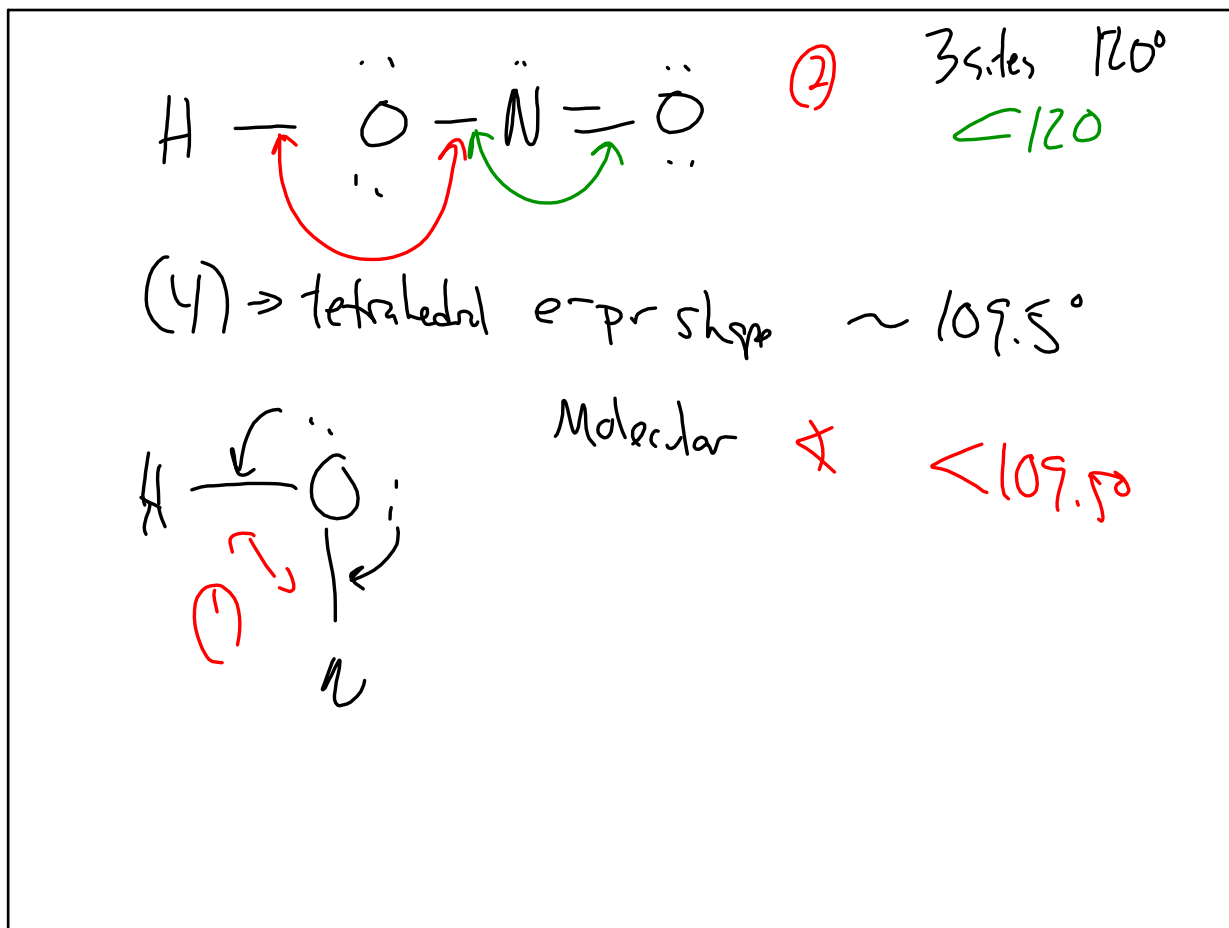 H — O — N = O ② 3 sites 120°
<120
(4) ⇒ tetrahedral e- pr shape ~ 109.5°
Molecular ∢ <109.5°
H — O
①
N